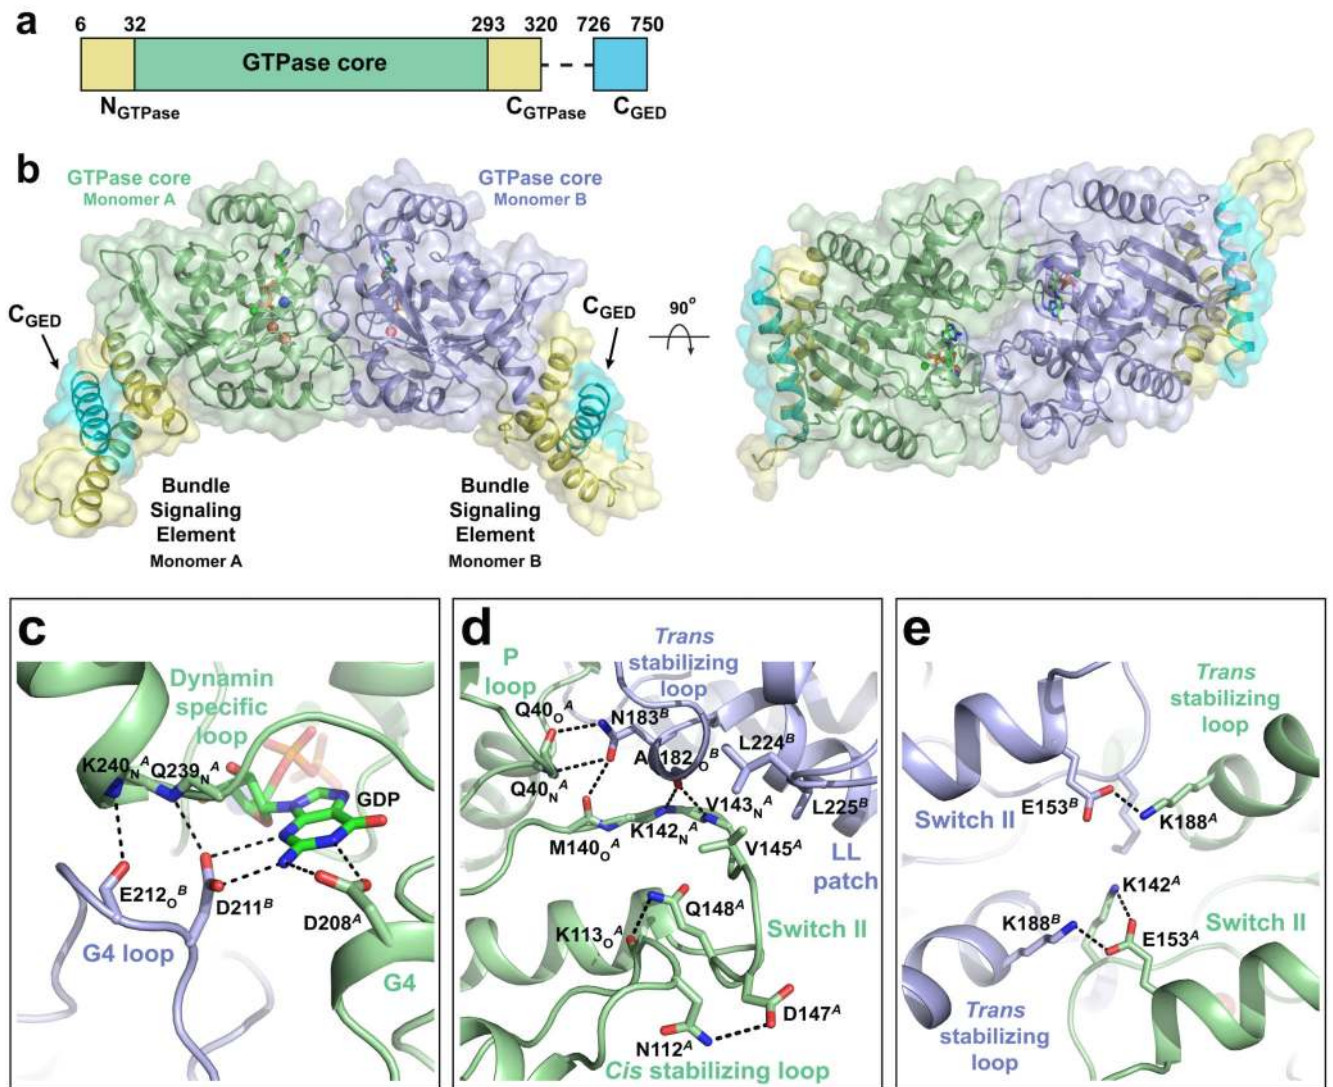 a
6 32 293 320 726 750
GTPase core
NGTPase CGTPase CGED
b
GTPase core
Monomer A
GTPase core
Monomer B
CGED
CGED
90°
Bundle
Signaling
Element
Monomer A
Bundle
Signaling
Element
Monomer B
c
Dynamin
specific
loop
K240NA Q239NA
GDP
E212OB
D211B
D208A
G4 loop
G4
d
P
loop
Trans
stabilizing
loop
Q40OA
N183B
A182OB
L224B
Q40NA
V143NA
L225B
K142NA
M140OA
V145A
LL
patch
Q148A
K113OA
Switch II
D147A
N112A
Cis stabilizing loop
e
Trans
stabilizing
loop
E153B
Switch II
K188A
K142A
K188B
E153A
Switch II
Trans
stabilizing
loop